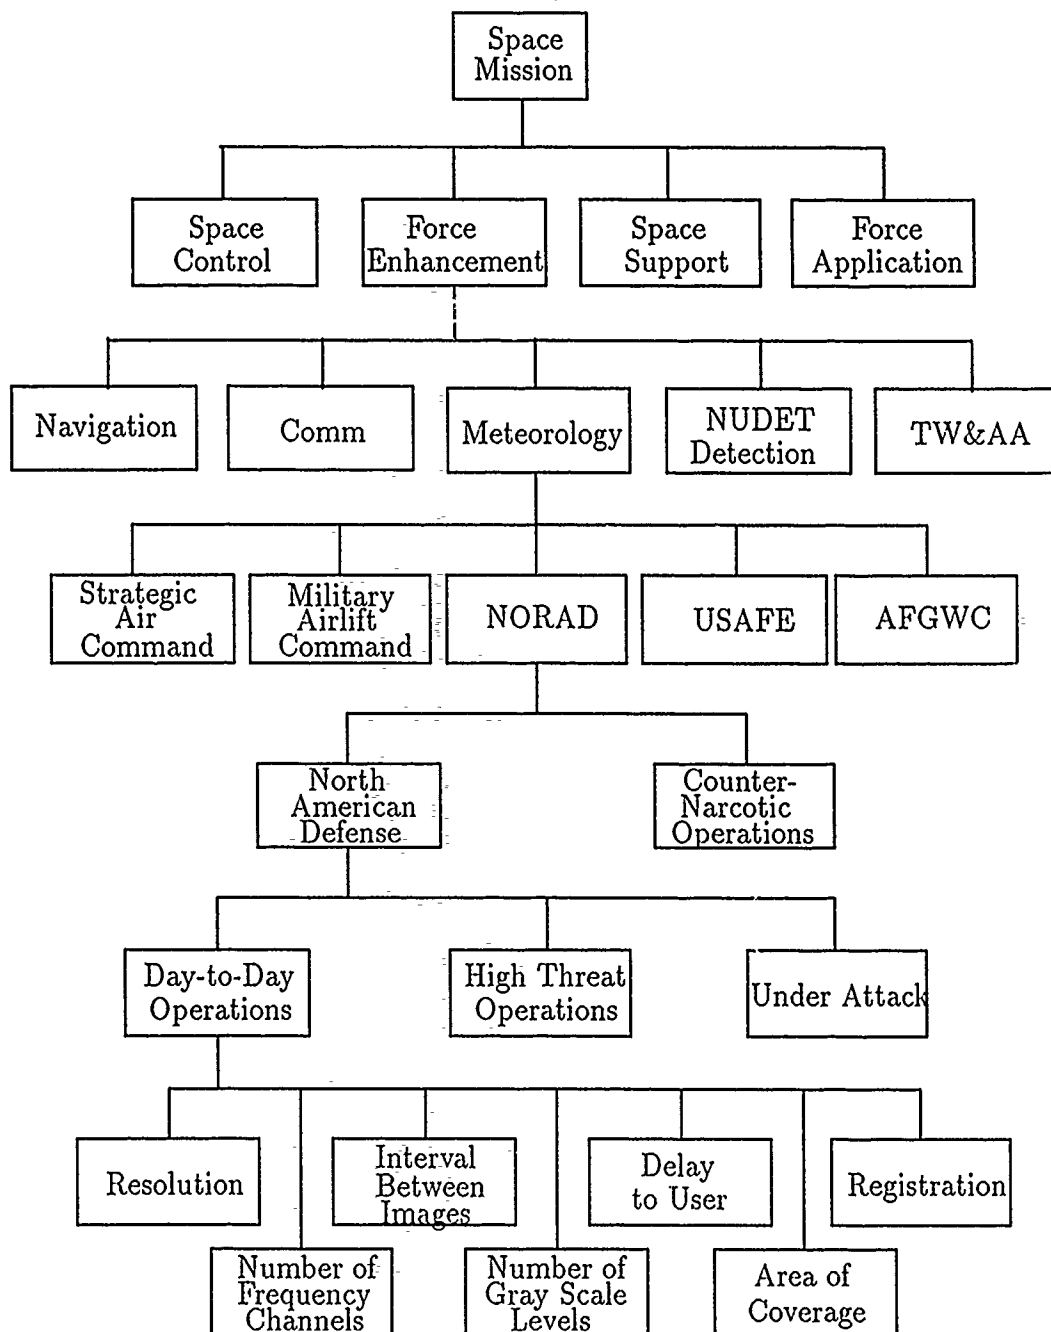 Space
Mission
Space
Control
Force
Enhancement
Space
Support
Force
Application
Navigation
Comm
Meteorology
NUDET
Detection
TW&AA
Strategic
Air
Command
Military
Airlift
Command
NORAD
USAFE
AFGWC
North
American
Defense
Counter-
Narcotic
Operations
Day-to-Day
Operations
High Threat
Operations
Under Attack
Resolution
Interval
Between
Images
Delay
to User
Registration
Number of
Frequency
Channels
Number of
Gray Scale
Levels
Area of
Coverage